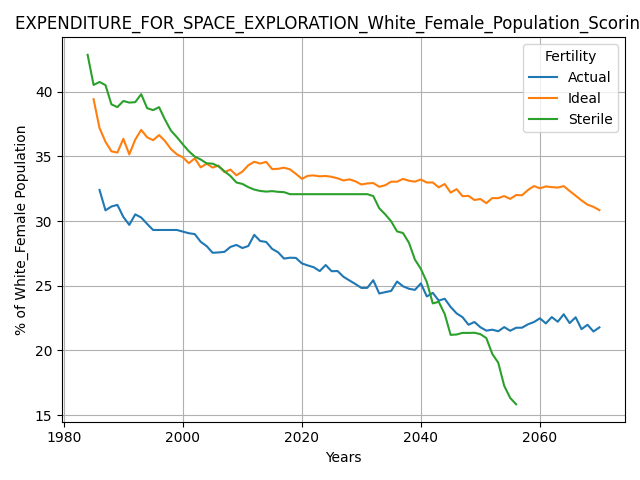 EXPENDITURE_FOR_SPACE_EXPLORATION_White_Female_Population_Scorin
Fertility
Actual
Ideal
Sterile
% of White_Female Population
40
35
30
25
20
15
1980
2000
2020
2040
2060
Years